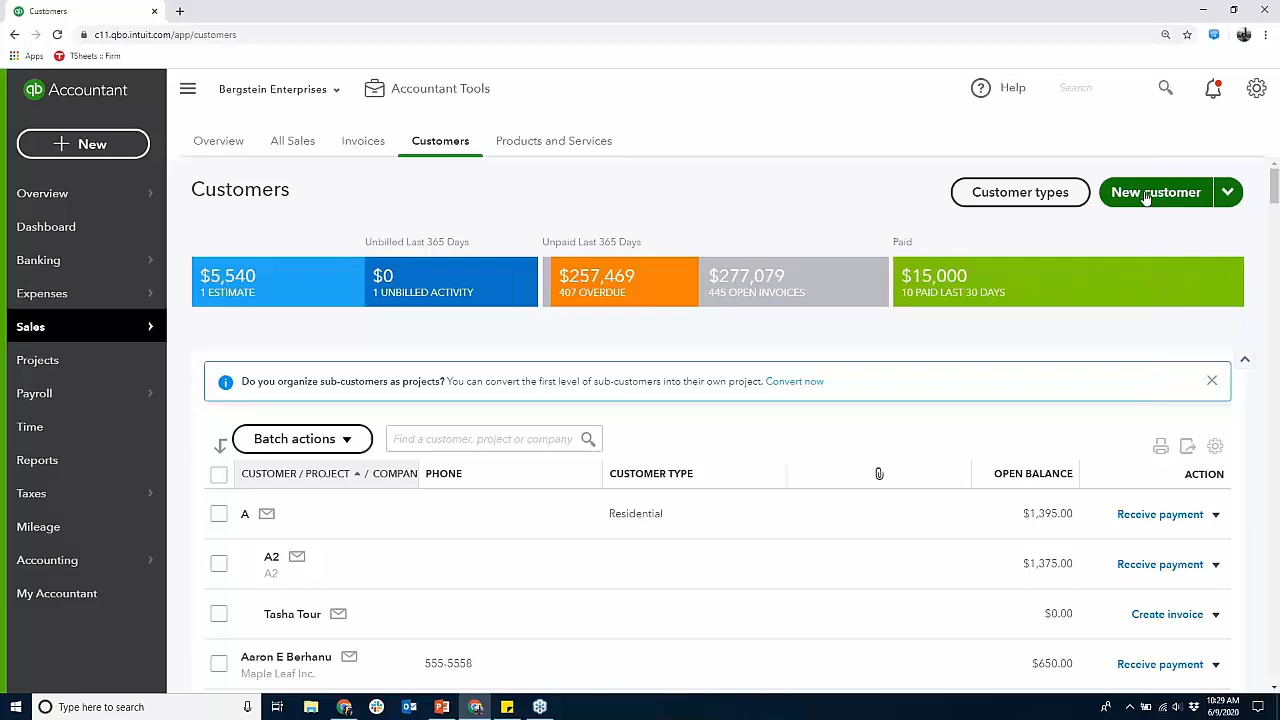 Customers
c11.qbo.intuit.com/app/customers
Apps TSheets :: Firm
qb Accountant
Bergstein Enterprises
Accountant Tools
? Help
Search
+ New
Overview
Dashboard
Banking
Expenses
Sales
Projects
Payroll
Time
Reports
Taxes
Mileage
Accounting
My Accountant
Overview All Sales Invoices Customers Products and Services
Customers
Customer types
New customer
Unbilled Last 365 Days Unpaid Last 365 Days Paid
$5,540 $0 $257,469 $277,079 $15,000
1 ESTIMATE 1 UNBILLED ACTIVITY 407 OVERDUE 445 OPEN INVOICES 10 PAID LAST 30 DAYS
Do you organize sub-customers as projects? You can convert the first level of sub-customers into their own project. Convert now
Batch actions
Find a customer, project or company
CUSTOMER / PROJECT / COMPAN PHONE CUSTOMER TYPE OPEN BALANCE ACTION
A Residential $1,395.00 Receive payment
A2 $1,375.00 Receive payment
A2
Tasha Tour $0.00 Create invoice
Aaron E Berhanu 555-5558 $650.00 Receive payment
Maple Leaf Inc.
Type here to search
10:29 AM
6/9/2020